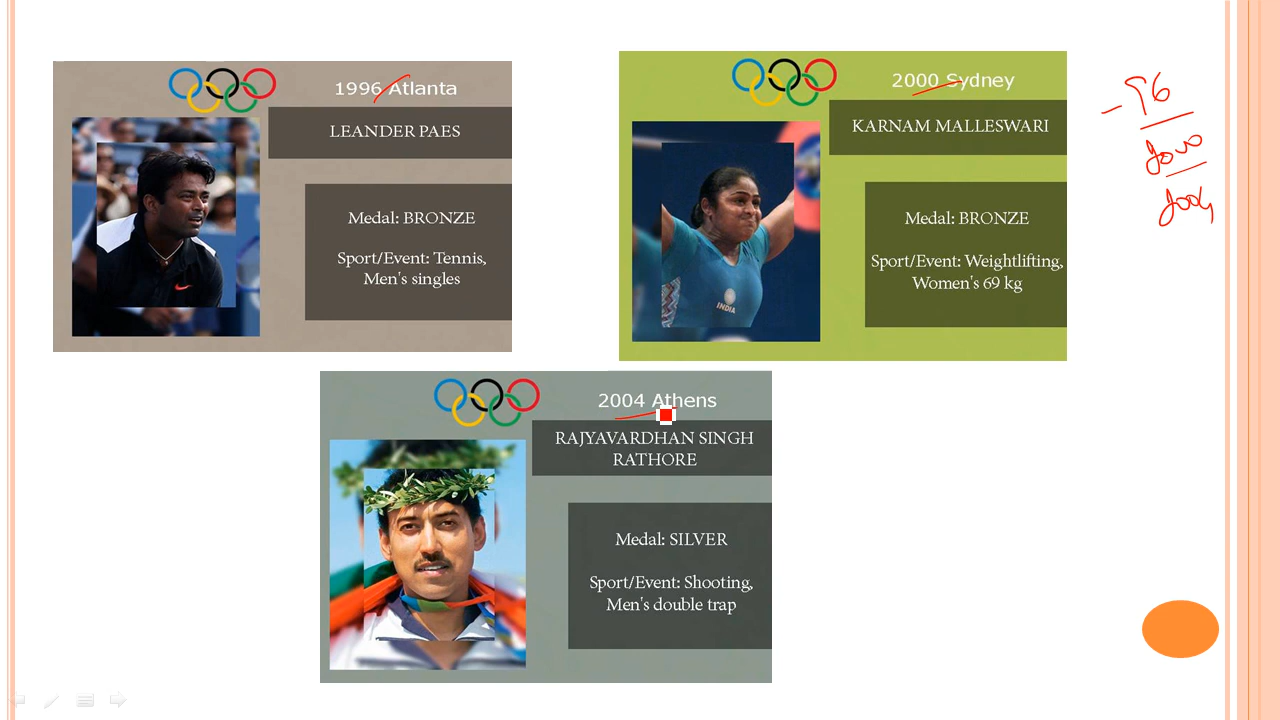 1996 Atlanta
LEANDER PAES
Medal: BRONZE
Sport/Event: Tennis,
Men's singles
2000 Sydney
KARNAM MALLESWARI
Medal: BRONZE
Sport/Event: Weightlifting,
Women's 69 kg
INDIA
- 96
2000
2004
2004 Athens
RAJYAVARDHAN SINGH
RATHORE
Medal: SILVER
Sport/Event: Shooting,
Men's double trap